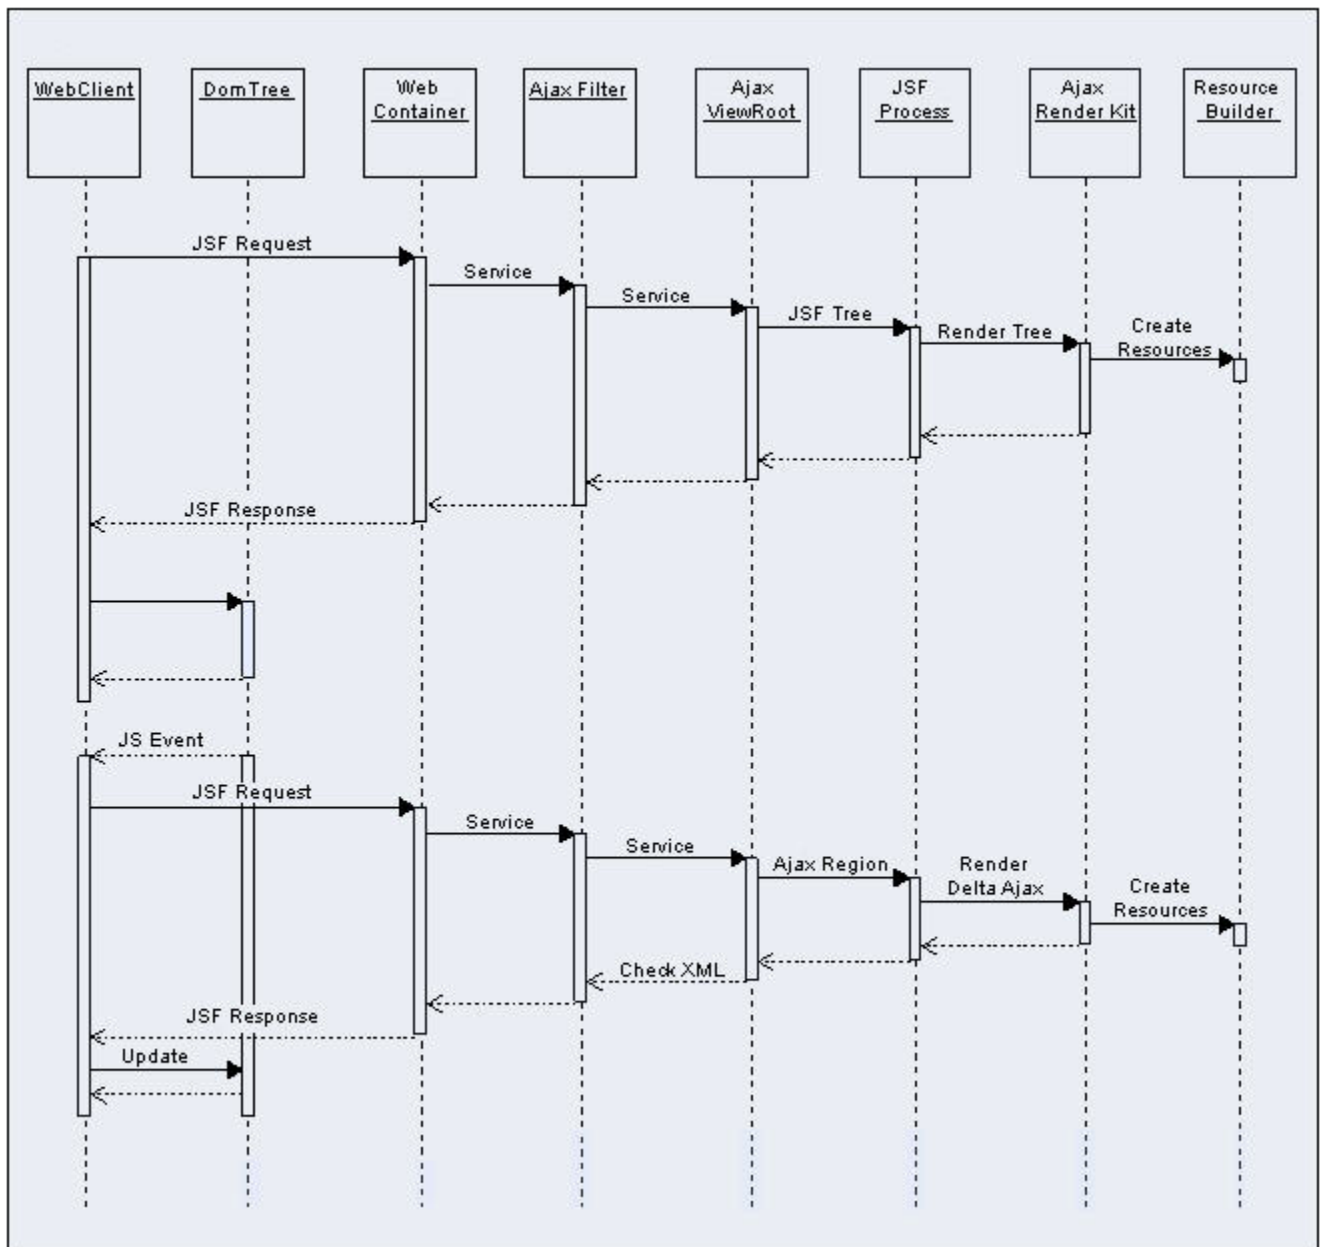 WebClient
DomTree
Web
Container
Ajax Filter
Ajax
ViewRoot
JSF
Process
Ajax
Render Kit
Resource
Builder
JSF Request
Service
Service
JSF Tree
Render Tree
Create
Resources
JSF Response
JS Event
JSF Request
Service
Service
Ajax Region
Render
Delta Ajax
Create
Resources
Check XML
JSF Response
Update